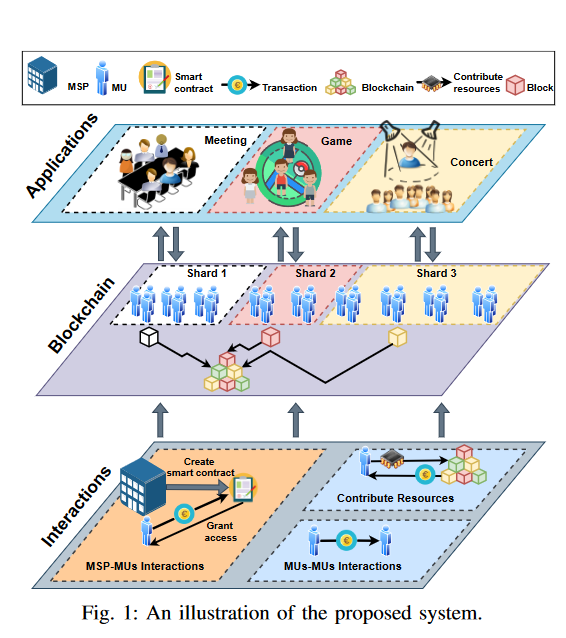 MSP
MU
Smart
contract
Transaction
Blockchain
Contribute
resources
Block
Applications
Meeting
Game
Concert
Blockchain
Shard 1
Shard 2
Shard 3
Interactions
Create
smart contract
Grant
access
MSP-MUs Interactions
Contribute Resources
MUs-MUs Interactions
Fig. 1: An illustration of the proposed system.